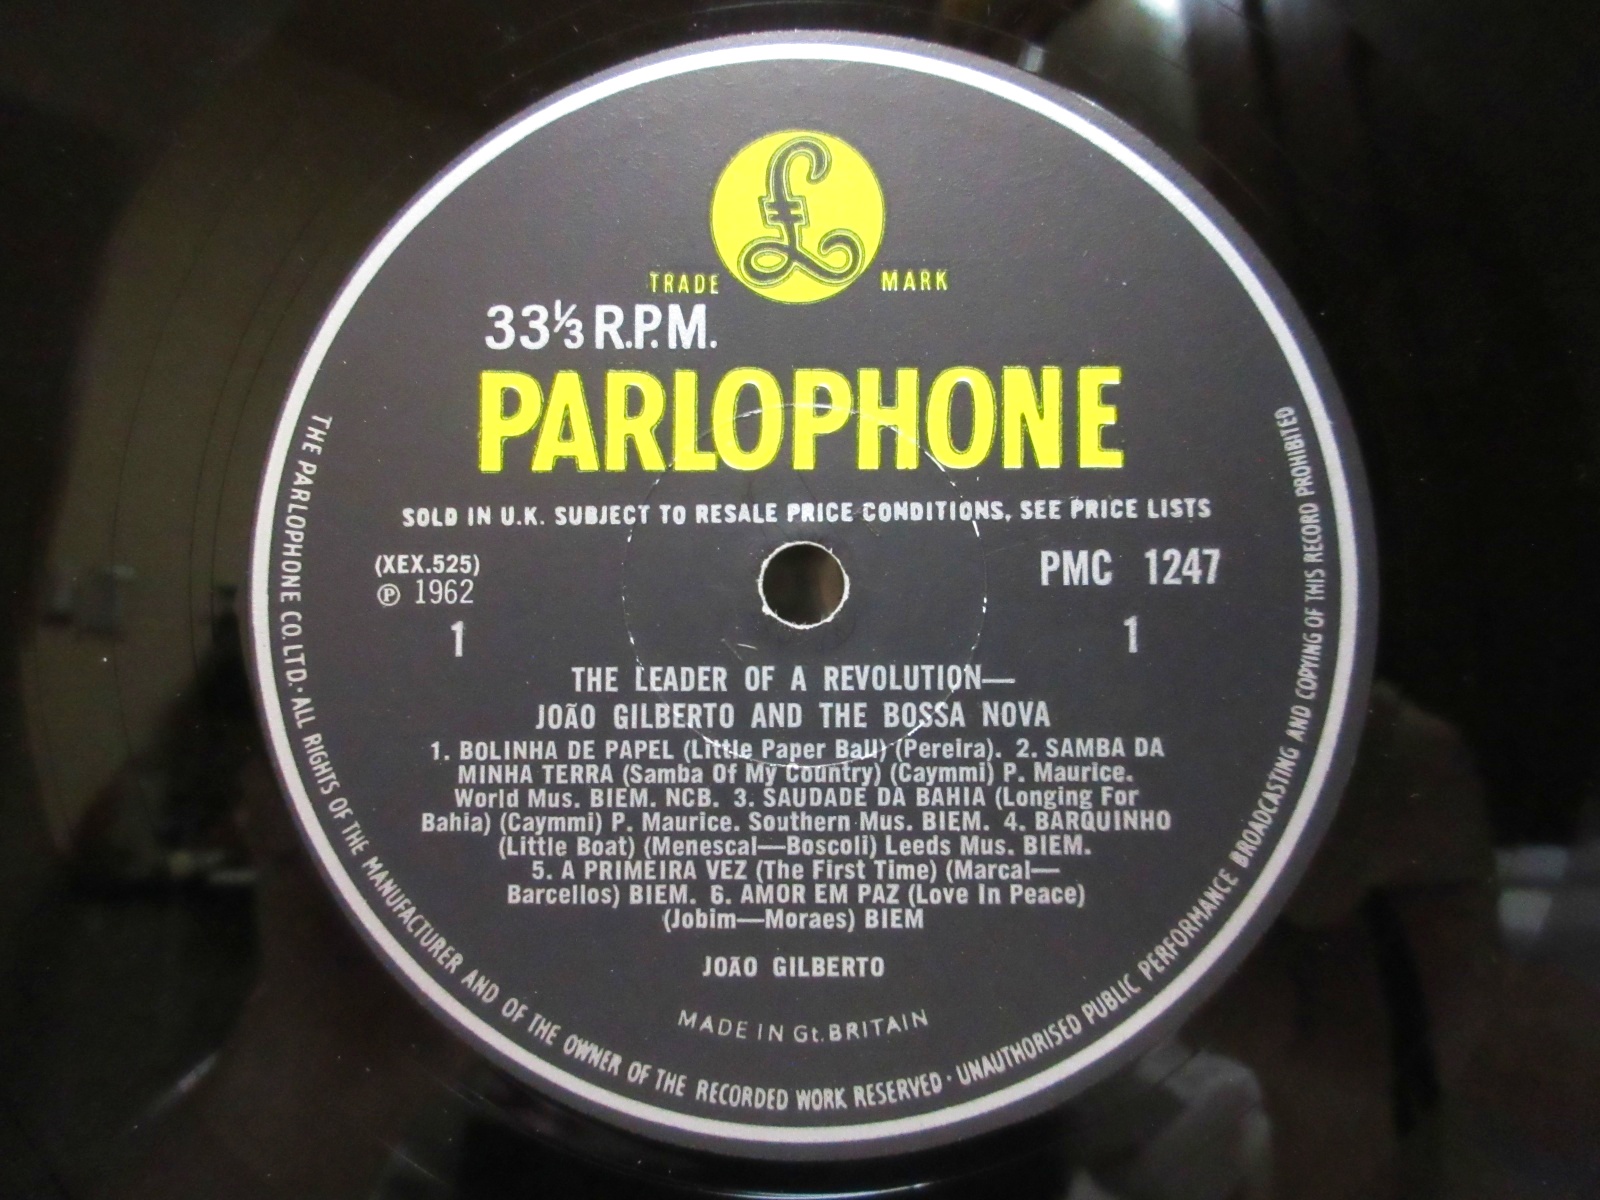 £
TRADE MARK
33⅓ R.P.M.
PARLOPHONE
SOLD IN U.K. SUBJECT TO RESALE PRICE CONDITIONS, SEE PRICE LISTS
(XEX.525) PMC 1247
℗ 1962
1 1
THE LEADER OF A REVOLUTION—
JOÃO GILBERTO AND THE BOSSA NOVA
1. BOLINHA DE PAPEL (Little Paper Ball) (Pereira). 2. SAMBA DA
MINHA TERRA (Samba Of My Country) (Caymmi) P. Maurice.
World Mus. BIEM. NCB. 3. SAUDADE DA BAHIA (Longing For
Bahia) (Caymmi) P. Maurice. Southern Mus. BIEM. 4. BARQUINHO
(Little Boat) (Menescal—Boscoli) Leeds Mus. BIEM.
5. A PRIMEIRA VEZ (The First Time) (Marcal—
Barcellos) BIEM. 6. AMOR EM PAZ (Love In Peace)
(Jobim—Moraes) BIEM
JOÃO GILBERTO
MADE IN Gt. BRITAIN
THE PARLOPHONE CO. LTD. · ALL RIGHTS OF THE MANUFACTURER AND OF THE OWNER OF THE RECORDED WORK RESERVED · UNAUTHORISED PUBLIC PERFORMANCE BROADCASTING AND COPYING OF THIS RECORD PROHIBITED